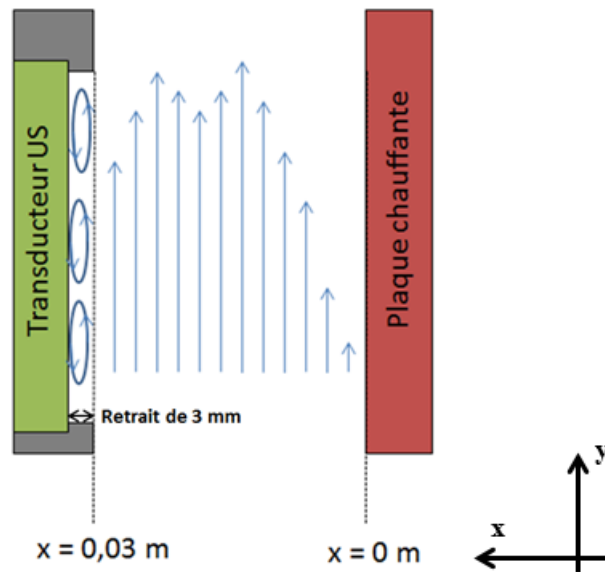 Transducteur US
Plaque chauffante
Retrait de 3 mm
x = 0,03 m
x = 0 m
x
y